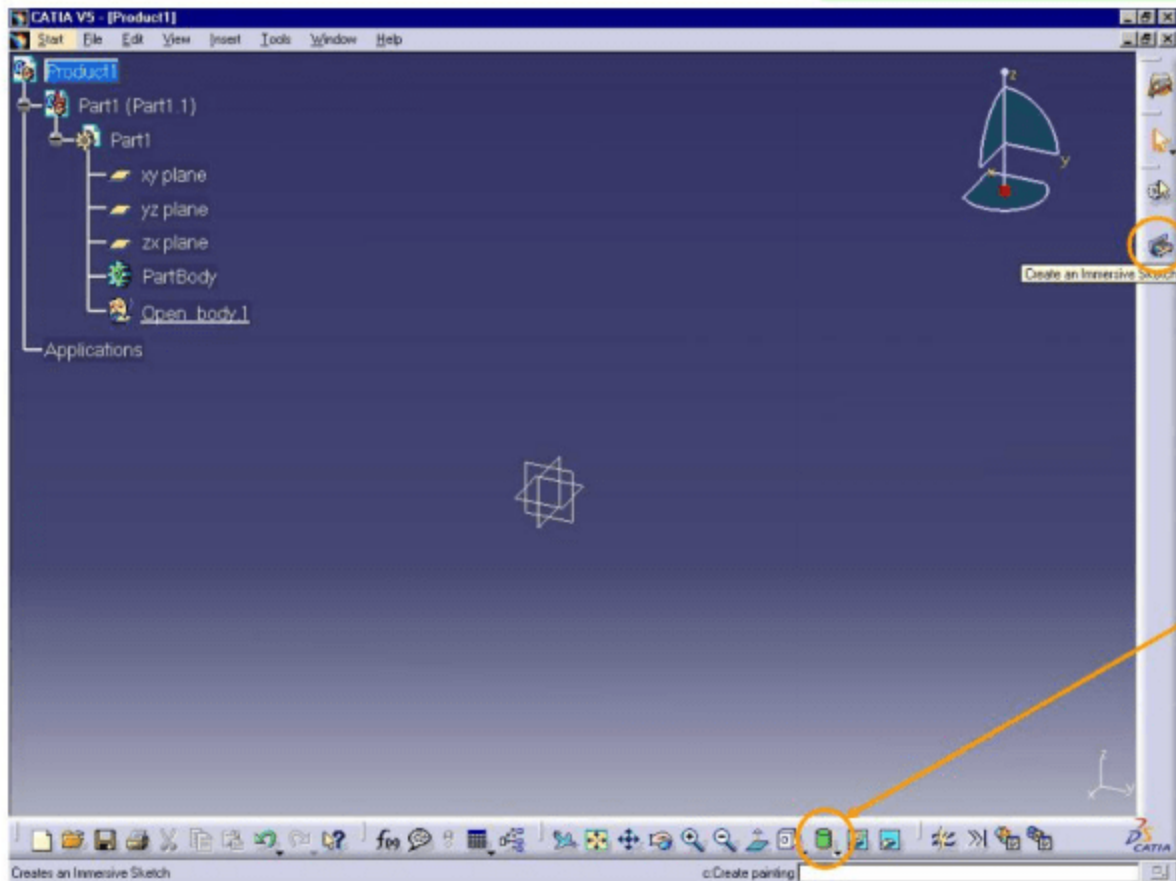 CATIA V5 - [Product1]
Start File Edit View Insert Tools Window Help
Product1
Part1 (Part1.1)
Part1
xy plane
yz plane
zx plane
PartBody
Open_body.1
Applications
z
y
x
Create an Immersive Sketch
z
x y
f(x)
CATIA
Creates an Immersive Sketch
c:Create painting